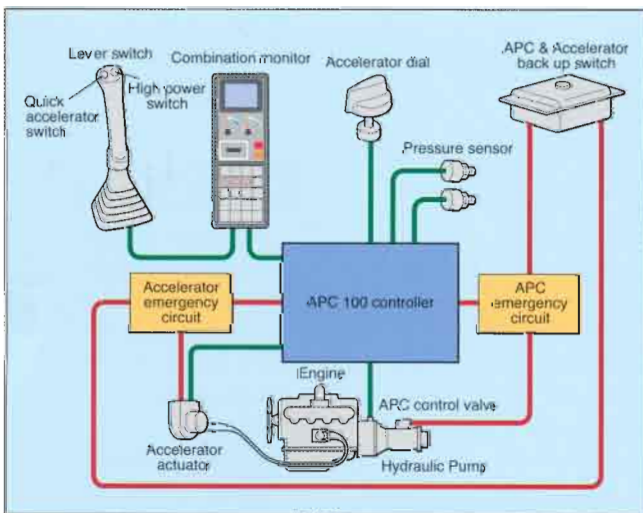 Lever switch
Combination monitor
Accelerator dial
APC & Accelerator
back up switch
Quick
accelerator
switch
High power
switch
Pressure sensor
Accelerator
emergency
circuit
APC 100 controller
APC
emergency
circuit
Engine
APC control valve
Accelerator
actuator
Hydraulic Pump